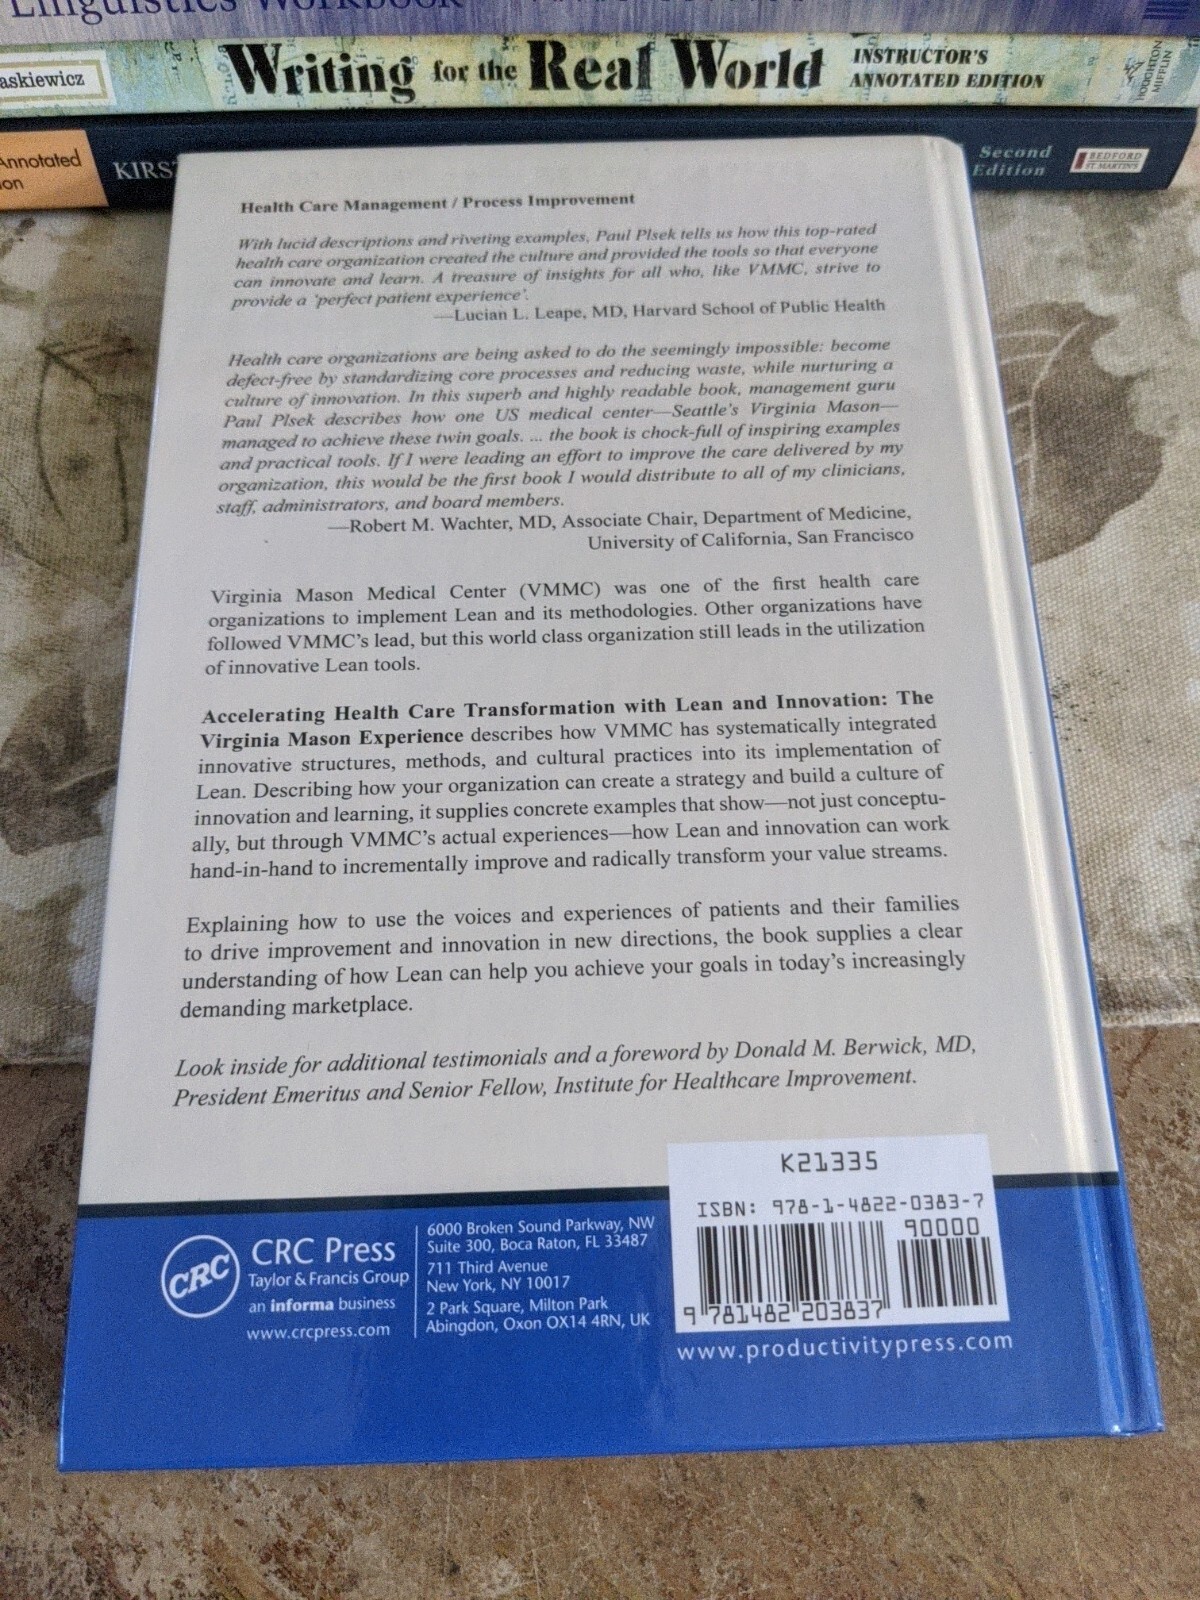 Linguistics Workbook
askiewicz
Writing for the Real World
INSTRUCTOR'S
ANNOTATED EDITION
HOUGHTON
MIFFLIN
Annotated
on
KIRSZ
Second
Edition
BEDFORD
ST. MARTIN'S
Health Care Management / Process Improvement
With lucid descriptions and riveting examples, Paul Plsek tells us how this top-rated
health care organization created the culture and provided the tools so that everyone
can innovate and learn. A treasure of insights for all who, like VMMC, strive to
provide a 'perfect patient experience'.
—Lucian L. Leape, MD, Harvard School of Public Health
Health care organizations are being asked to do the seemingly impossible: become
defect-free by standardizing core processes and reducing waste, while nurturing a
culture of innovation. In this superb and highly readable book, management guru
Paul Plsek describes how one US medical center—Seattle's Virginia Mason—
managed to achieve these twin goals. ... the book is chock-full of inspiring examples
and practical tools. If I were leading an effort to improve the care delivered by my
organization, this would be the first book I would distribute to all of my clinicians,
staff, administrators, and board members.
—Robert M. Wachter, MD, Associate Chair, Department of Medicine,
University of California, San Francisco
Virginia Mason Medical Center (VMMC) was one of the first health care
organizations to implement Lean and its methodologies. Other organizations have
followed VMMC's lead, but this world class organization still leads in the utilization
of innovative Lean tools.
Accelerating Health Care Transformation with Lean and Innovation: The
Virginia Mason Experience describes how VMMC has systematically integrated
innovative structures, methods, and cultural practices into its implementation of
Lean. Describing how your organization can create a strategy and build a culture of
innovation and learning, it supplies concrete examples that show—not just conceptu-
ally, but through VMMC's actual experiences—how Lean and innovation can work
hand-in-hand to incrementally improve and radically transform your value streams.
Explaining how to use the voices and experiences of patients and their families
to drive improvement and innovation in new directions, the book supplies a clear
understanding of how Lean can help you achieve your goals in today's increasingly
demanding marketplace.
Look inside for additional testimonials and a foreword by Donald M. Berwick, MD,
President Emeritus and Senior Fellow, Institute for Healthcare Improvement.
CRC
CRC Press
Taylor & Francis Group
an informa business
www.crcpress.com
6000 Broken Sound Parkway, NW
Suite 300, Boca Raton, FL 33487
711 Third Avenue
New York, NY 10017
2 Park Square, Milton Park
Abingdon, Oxon OX14 4RN, UK
K21335
ISBN: 978-1-4822-0383-7
90000
9 781482 203837
www.productivitypress.com